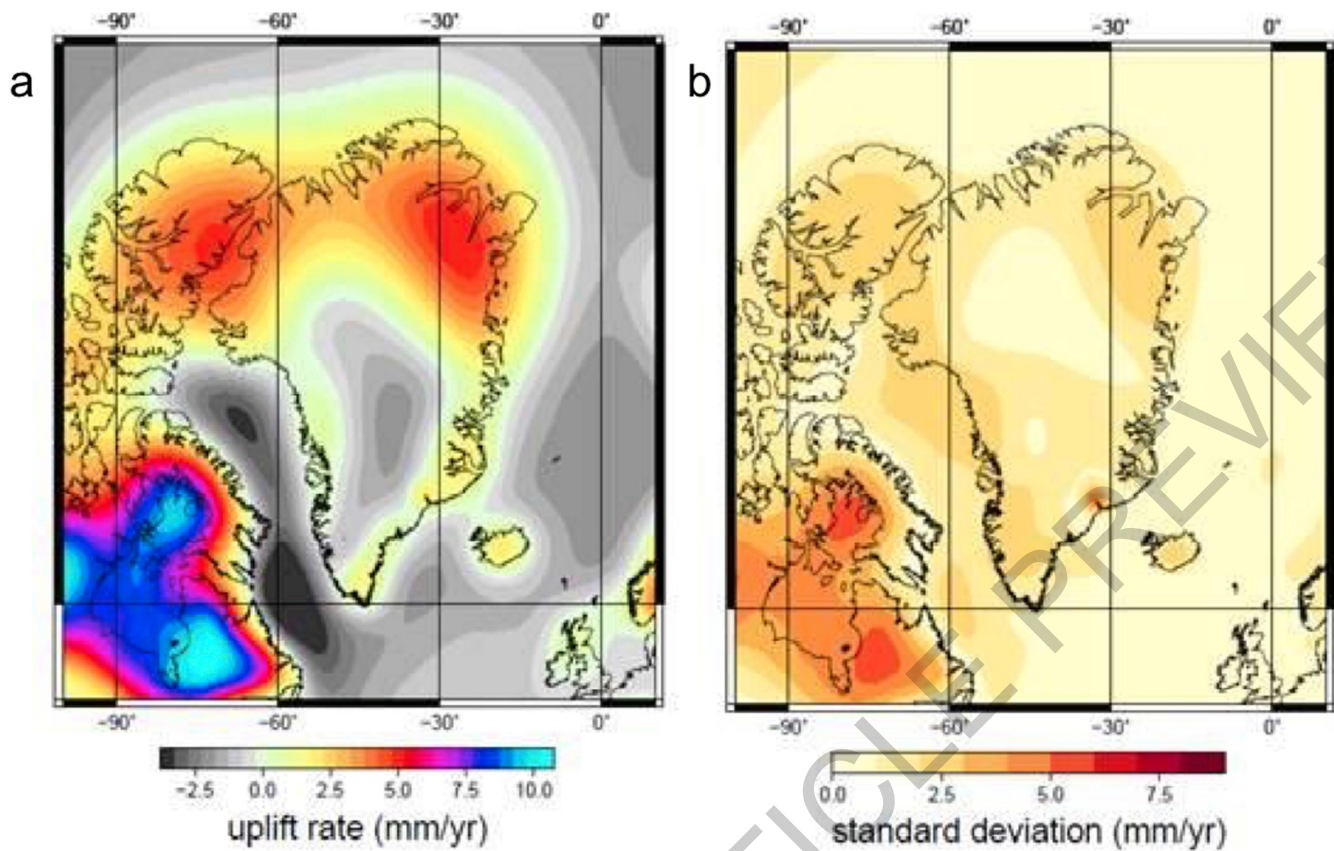 −90° −60° −30° 0° −90° −60° −30° 0°
a b
−90° −60° −30° 0° −90° −60° −30° 0°
−2.5 0.0 2.5 5.0 7.5 10.0 0.0 2.5 5.0 7.5
uplift rate (mm/yr) standard deviation (mm/yr)
ICLE PREVIE